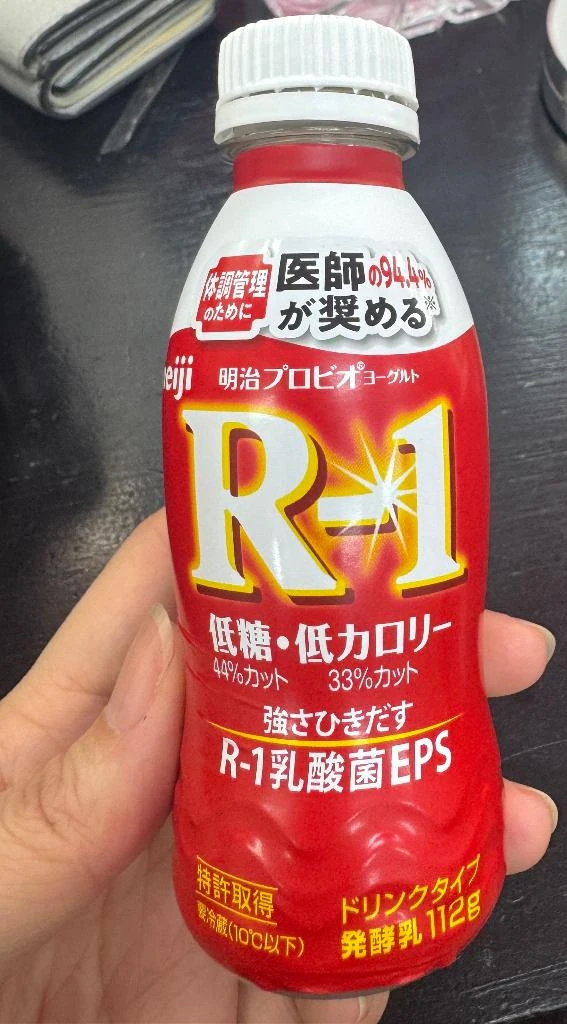 体調管理
のために
医師の94.4%
が奨める※
meiji 明治プロビオ®ヨーグルト
R-1
低糖・低カロリー
44%カット 33%カット
強さひきだす
R-1乳酸菌EPS
特許取得
要冷蔵(10℃以下)
ドリンクタイプ
発酵乳 112g